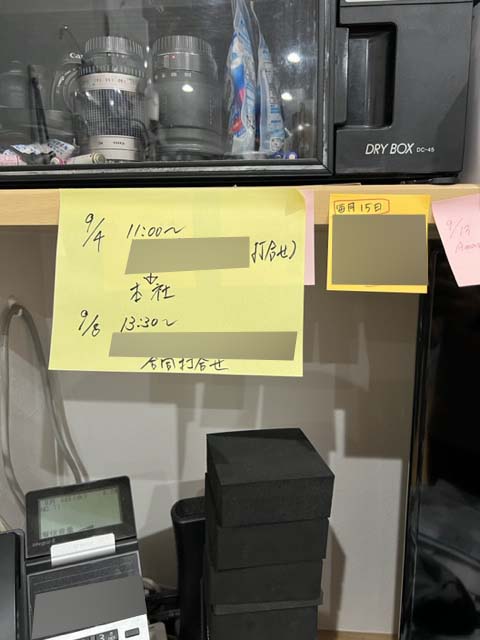 Canon
DRY BOX DC-45
9/4 11:00～
打合せ)
本社
9/8 13:30～
合同打合せ
毎月15日
9/13